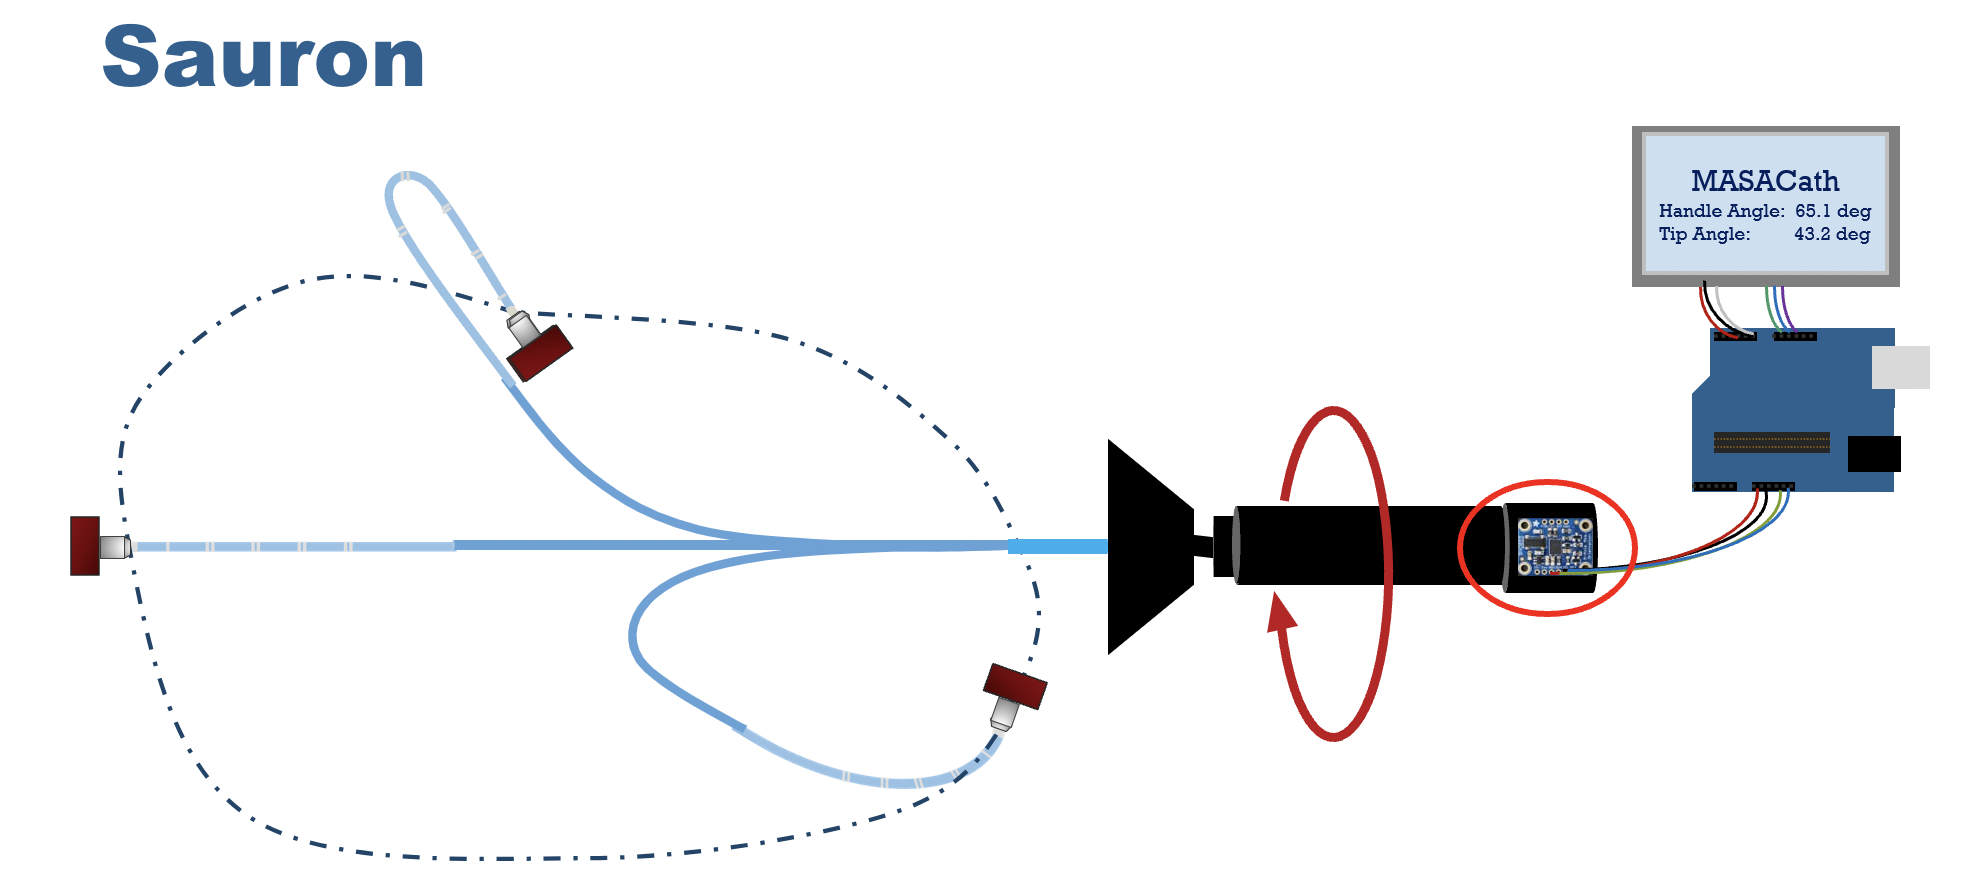 Sauron
MASACath
Handle Angle: 65.1 deg
Tip Angle: 43.2 deg